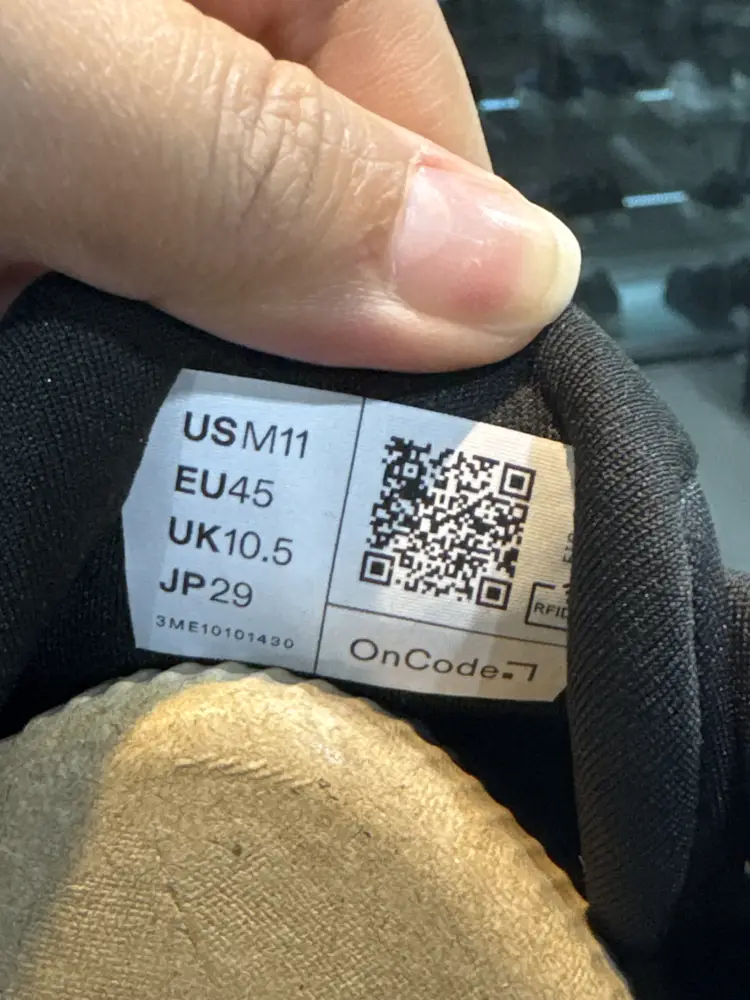 USM11
EU45
UK10.5
JP29
3ME10101430
RFID
OnCode